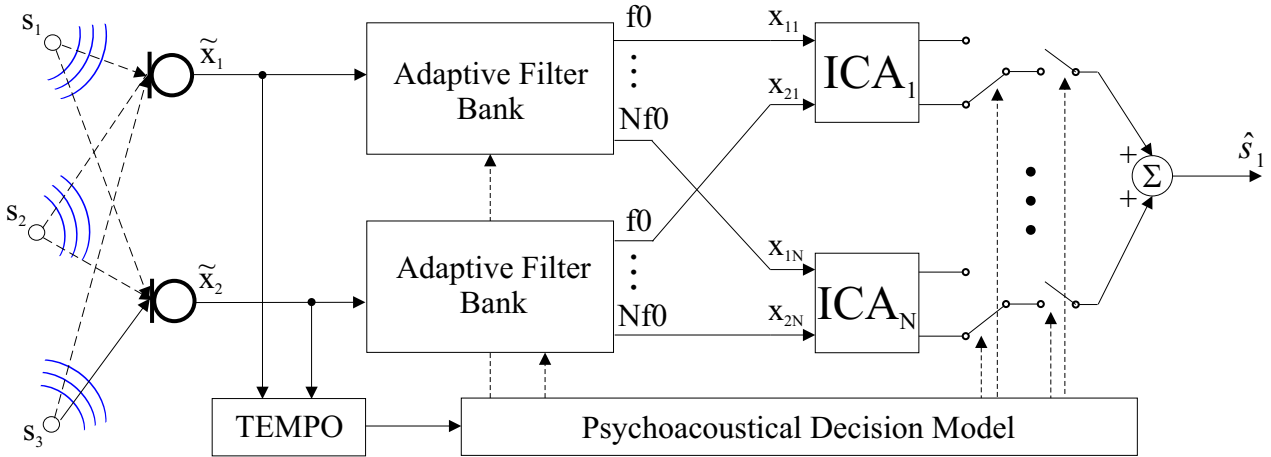 s₁
x̃₁
Adaptive Filter
Bank
f0
Nf0
x₁₁
x₂₁
ICA₁
s₂
x̃₂
Adaptive Filter
Bank
f0
Nf0
x₁N
x₂N
ICA_N
+
+
Σ
ŝ₁
s₃
TEMPO
Psychoacoustical Decision Model